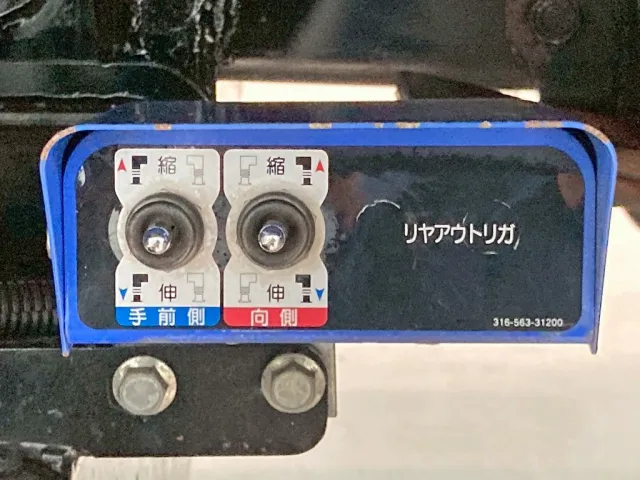 縮
縮
リヤアウトリガ
伸
伸
手前側
向側
316-563-31200